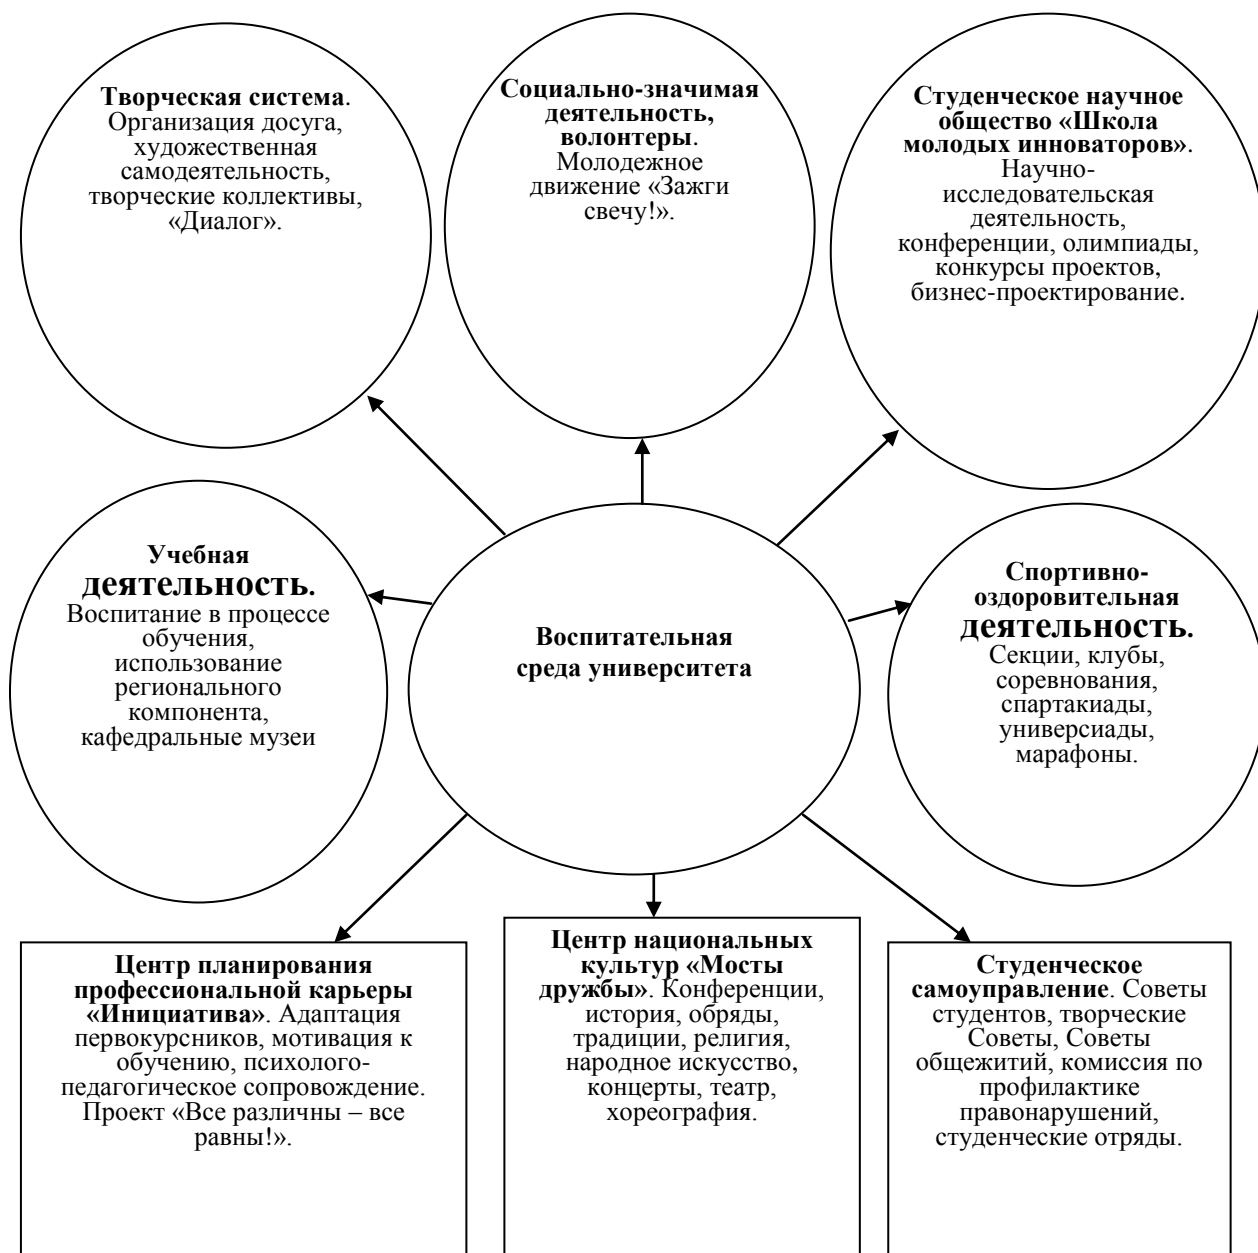 Творческая система.
Организация досуга,
художественная
самодеятельность,
творческие коллективы,
«Диалог».
Социально-значимая
деятельность,
волонтеры.
Молодежное
движение «Зажги
свечу!».
Студенческое научное
общество «Школа
молодых инноваторов».
Научно-
исследовательская
деятельность,
конференции, олимпиады,
конкурсы проектов,
бизнес-проектирование.
Учебная
деятельность.
Воспитание в процессе
обучения,
использование
регионального
компонента,
кафедральные музеи
Воспитательная
среда университета
Спортивно-
оздоровительная
деятельность.
Секции, клубы,
соревнования,
спартакиады,
универсиады,
марафоны.
Центр планирования
профессиональной карьеры
«Инициатива». Адаптация
первокурсников, мотивация к
обучению, психолого-
педагогическое сопровождение.
Проект «Все различны – все
равны!».
Центр национальных
культур «Мосты
дружбы». Конференции,
история, обряды,
традиции, религия,
народное искусство,
концерты, театр,
хореография.
Студенческое
самоуправление. Советы
студентов, творческие
Советы, Советы
общежитий, комиссия по
профилактике
правонарушений,
студенческие отряды.